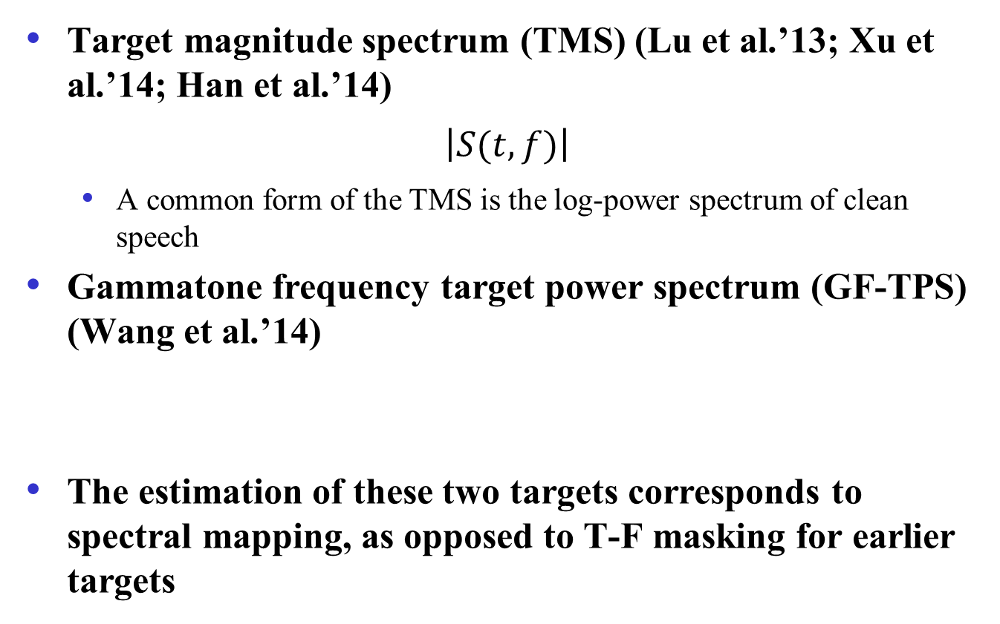 • Target magnitude spectrum (TMS) (Lu et al.’13; Xu et
al.’14; Han et al.’14)
|S(t, f)|
• A common form of the TMS is the log-power spectrum of clean
speech
• Gammatone frequency target power spectrum (GF-TPS)
(Wang et al.’14)
• The estimation of these two targets corresponds to
spectral mapping, as opposed to T-F masking for earlier
targets